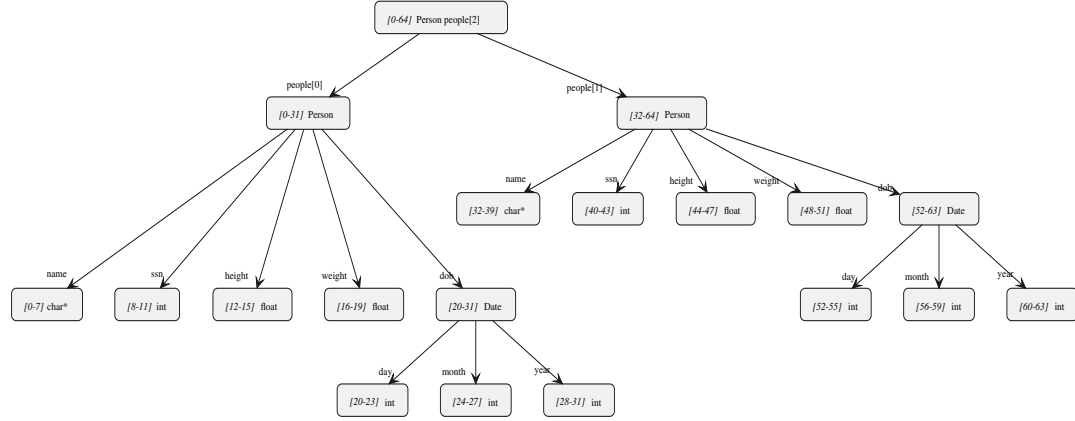 [0-64] Person people[2]
people[0]
people[1]
[0-31] Person
[32-64] Person
name
ssn
height
weight
dob
[32-39] char*
[40-43] int
[44-47] float
[48-51] float
[52-63] Date
name
ssn
height
weight
dob
day
month
year
[0-7] char*
[8-11] int
[12-15] float
[16-19] float
[20-31] Date
[52-55] int
[56-59] int
[60-63] int
day
month
year
[20-23] int
[24-27] int
[28-31] int